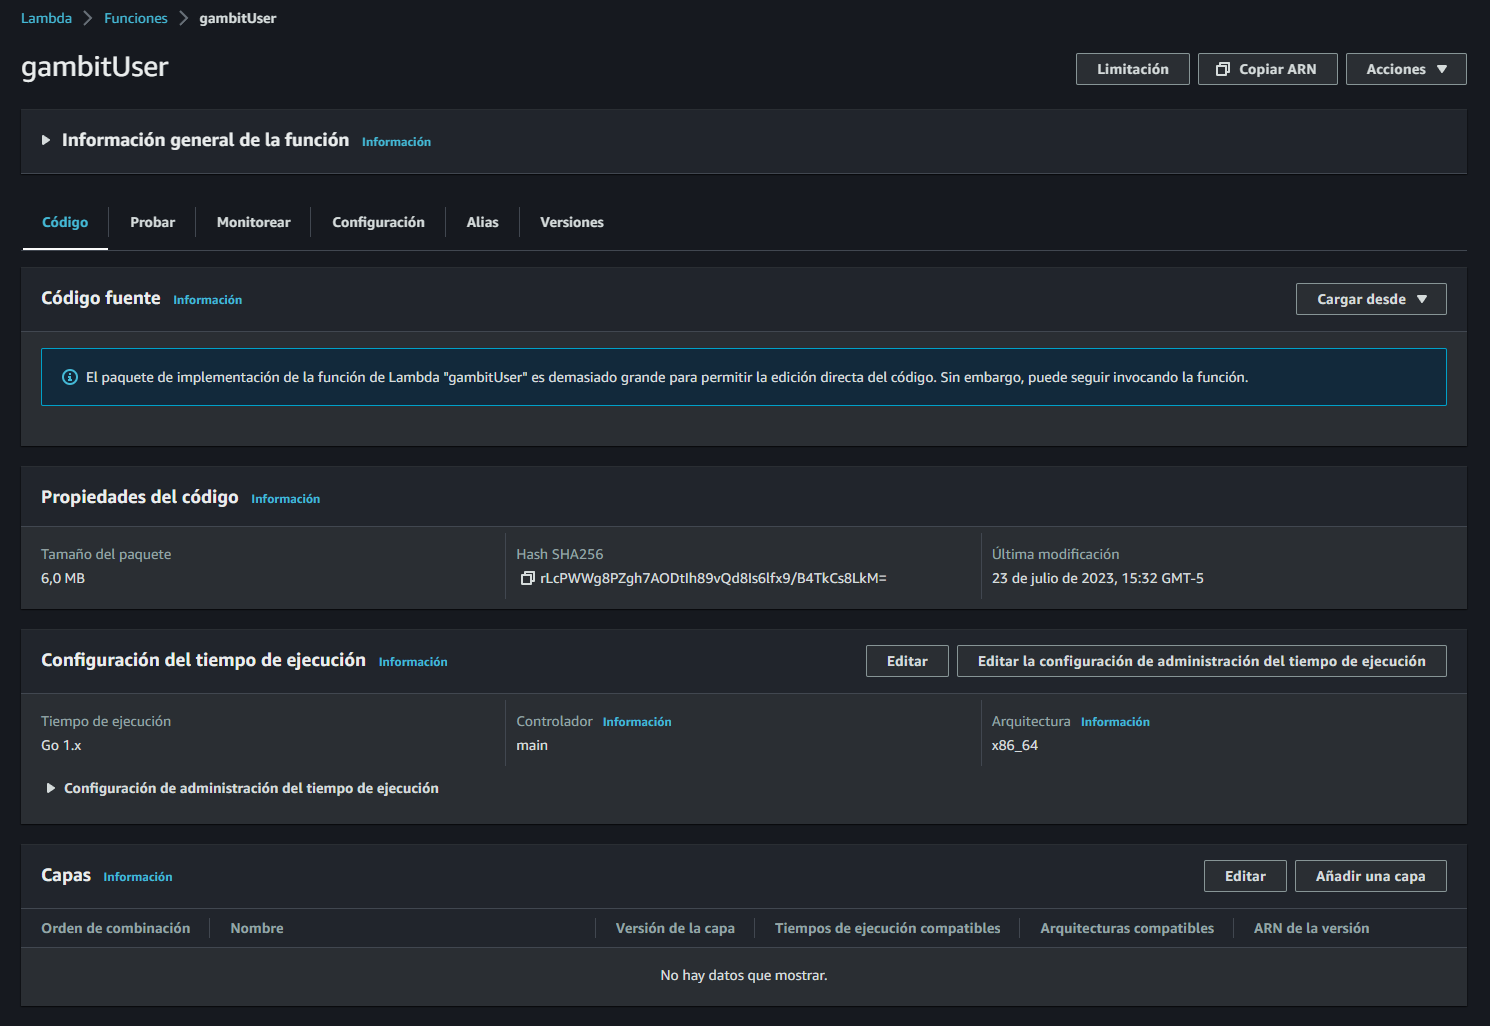 Lambda > Funciones > gambitUser
gambitUser
Limitación Copiar ARN Acciones
Información general de la función Información
Código Probar Monitorear Configuración Alias Versiones
Código fuente Información Cargar desde
El paquete de implementación de la función de Lambda "gambitUser" es demasiado grande para permitir la edición directa del código. Sin embargo, puede seguir invocando la función.
Propiedades del código Información
Tamaño del paquete Hash SHA256 Última modificación
6,0 MB rLcPWWg8PZgh7AODtIh89vQd8Is6lfx9/B4TkCs8LkM= 23 de julio de 2023, 15:32 GMT-5
Configuración del tiempo de ejecución Información Editar Editar la configuración de administración del tiempo de ejecución
Tiempo de ejecución Controlador Información Arquitectura Información
Go 1.x main x86_64
Configuración de administración del tiempo de ejecución
Capas Información Editar Añadir una capa
Orden de combinación Nombre Versión de la capa Tiempos de ejecución compatibles Arquitecturas compatibles ARN de la versión
No hay datos que mostrar.